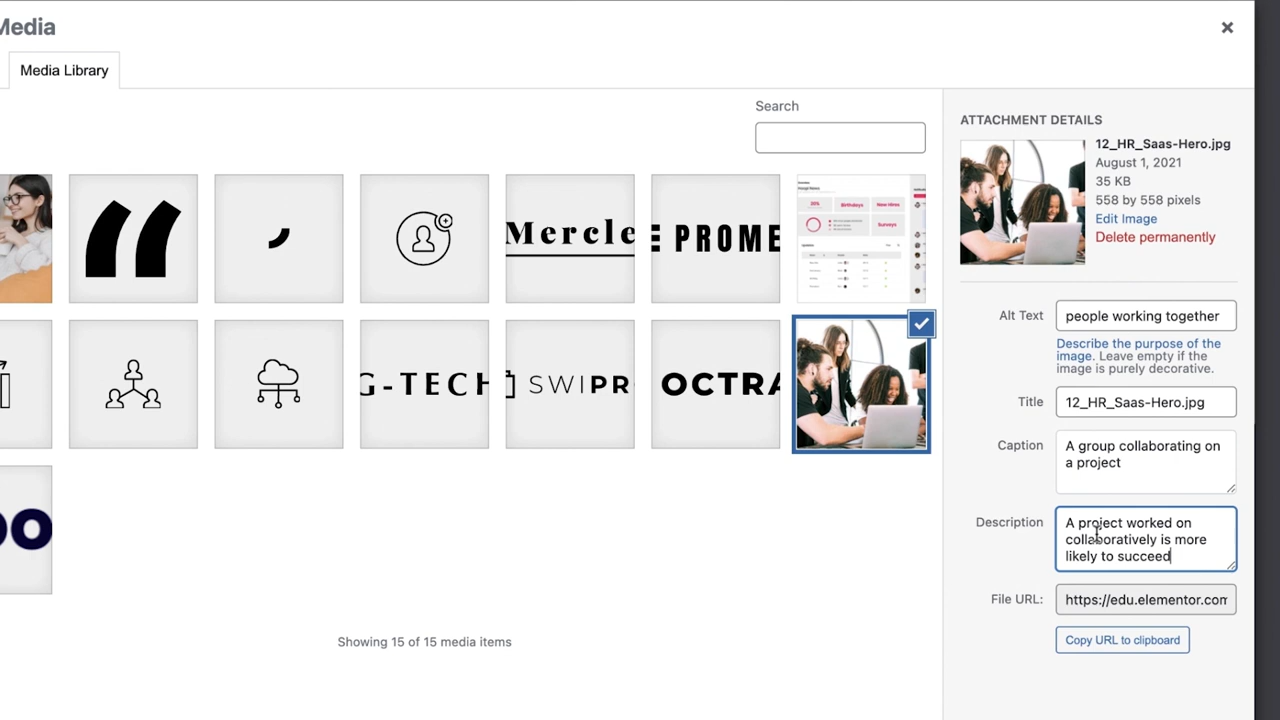 Media
Media Library
Search
Mercle
E PROME
G-TECH
SWIPR
OCTRA
Showing 15 of 15 media items
ATTACHMENT DETAILS
12_HR_Saas-Hero.jpg
August 1, 2021
35 KB
558 by 558 pixels
Edit Image
Delete permanently
Alt Text
people working together
Describe the purpose of the
image. Leave empty if the
image is purely decorative.
Title
12_HR_Saas-Hero.jpg
Caption
A group collaborating on
a project
Description
A project worked on
collaboratively is more
likely to succeed
File URL:
https://edu.elementor.com
Copy URL to clipboard
Birthdays
New Hires
Surveys